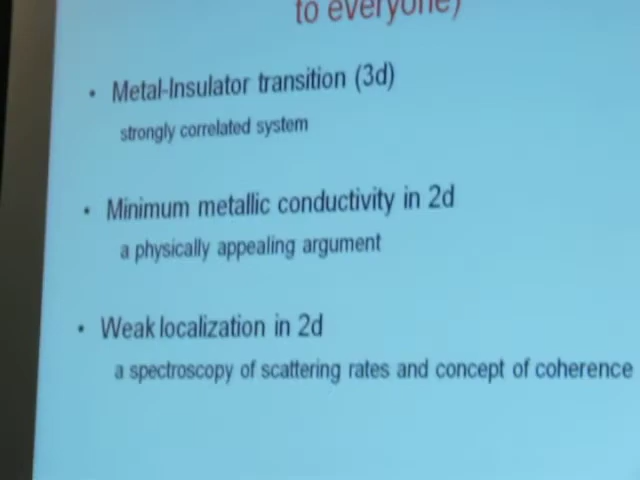 to everyone)
• Metal-Insulator transition (3d)
strongly correlated system
• Minimum metallic conductivity in 2d
a physically appealing argument
• Weak localization in 2d
a spectroscopy of scattering rates and concept of coherence